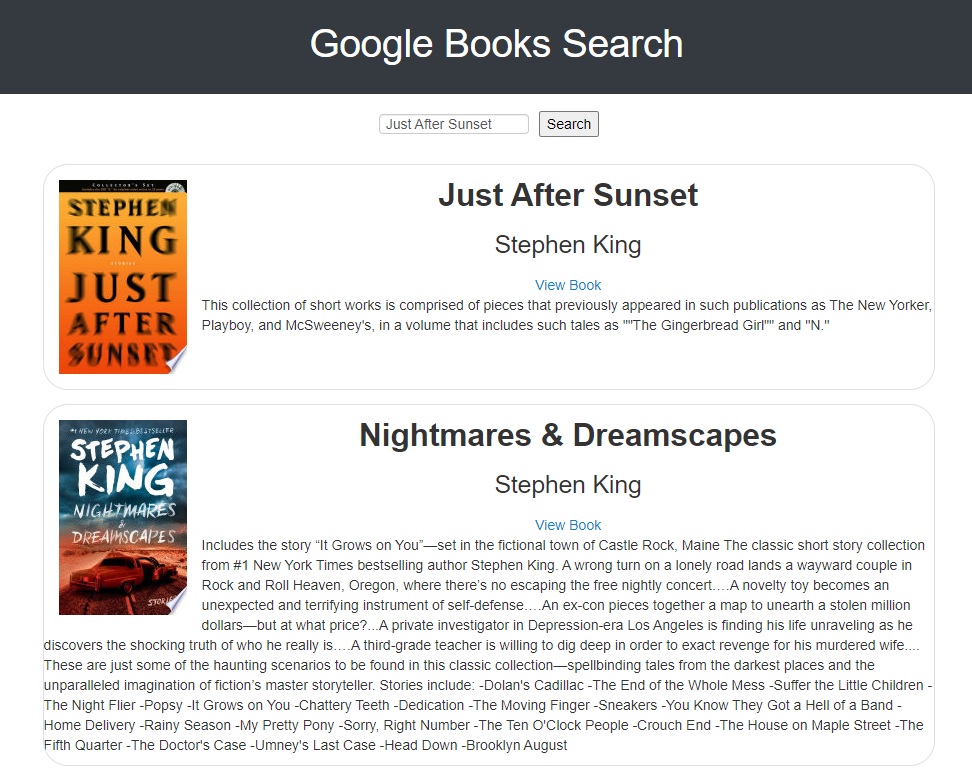 Google Books Search
Just After Sunset
Search
COLLECTOR'S SET
STEPHEN
KING
STORIES
JUST
AFTER
SUNSET
Just After Sunset
Stephen King
View Book
This collection of short works is comprised of pieces that previously appeared in such publications as The New Yorker,
Playboy, and McSweeney's, in a volume that includes such tales as ""The Gingerbread Girl"" and "N."
#1 NEW YORK TIMES BESTSELLER
STEPHEN
KING
NIGHTMARES
&
DREAMSCAPES
STORIES
Nightmares & Dreamscapes
Stephen King
View Book
Includes the story “It Grows on You”—set in the fictional town of Castle Rock, Maine The classic short story collection
from #1 New York Times bestselling author Stephen King. A wrong turn on a lonely road lands a wayward couple in
Rock and Roll Heaven, Oregon, where there’s no escaping the free nightly concert….A novelty toy becomes an
unexpected and terrifying instrument of self-defense….An ex-con pieces together a map to unearth a stolen million
dollars—but at what price?...A private investigator in Depression-era Los Angeles is finding his life unraveling as he
discovers the shocking truth of who he really is….A third-grade teacher is willing to dig deep in order to exact revenge for his murdered wife....
These are just some of the haunting scenarios to be found in this classic collection—spellbinding tales from the darkest places and the
unparalleled imagination of fiction’s master storyteller. Stories include: -Dolan's Cadillac -The End of the Whole Mess -Suffer the Little Children -
The Night Flier -Popsy -It Grows on You -Chattery Teeth -Dedication -The Moving Finger -Sneakers -You Know They Got a Hell of a Band -
Home Delivery -Rainy Season -My Pretty Pony -Sorry, Right Number -The Ten O'Clock People -Crouch End -The House on Maple Street -The
Fifth Quarter -The Doctor's Case -Umney's Last Case -Head Down -Brooklyn August